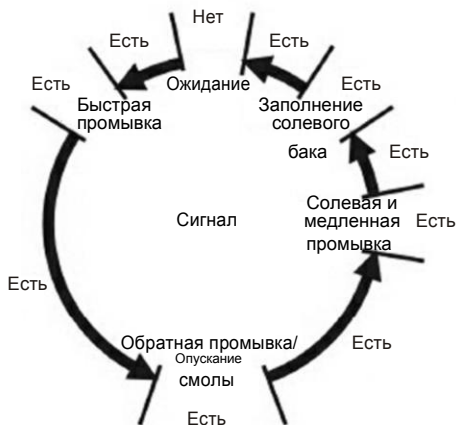 Нет
Есть
Есть
Есть
Ожидание
Есть
Быстрая
промывка
Заполнение
солевого
бака
Есть
Солевая и
медленная
промывка
Есть
Сигнал
Есть
Обратная промывка/
Опускание
смолы
Есть
Есть